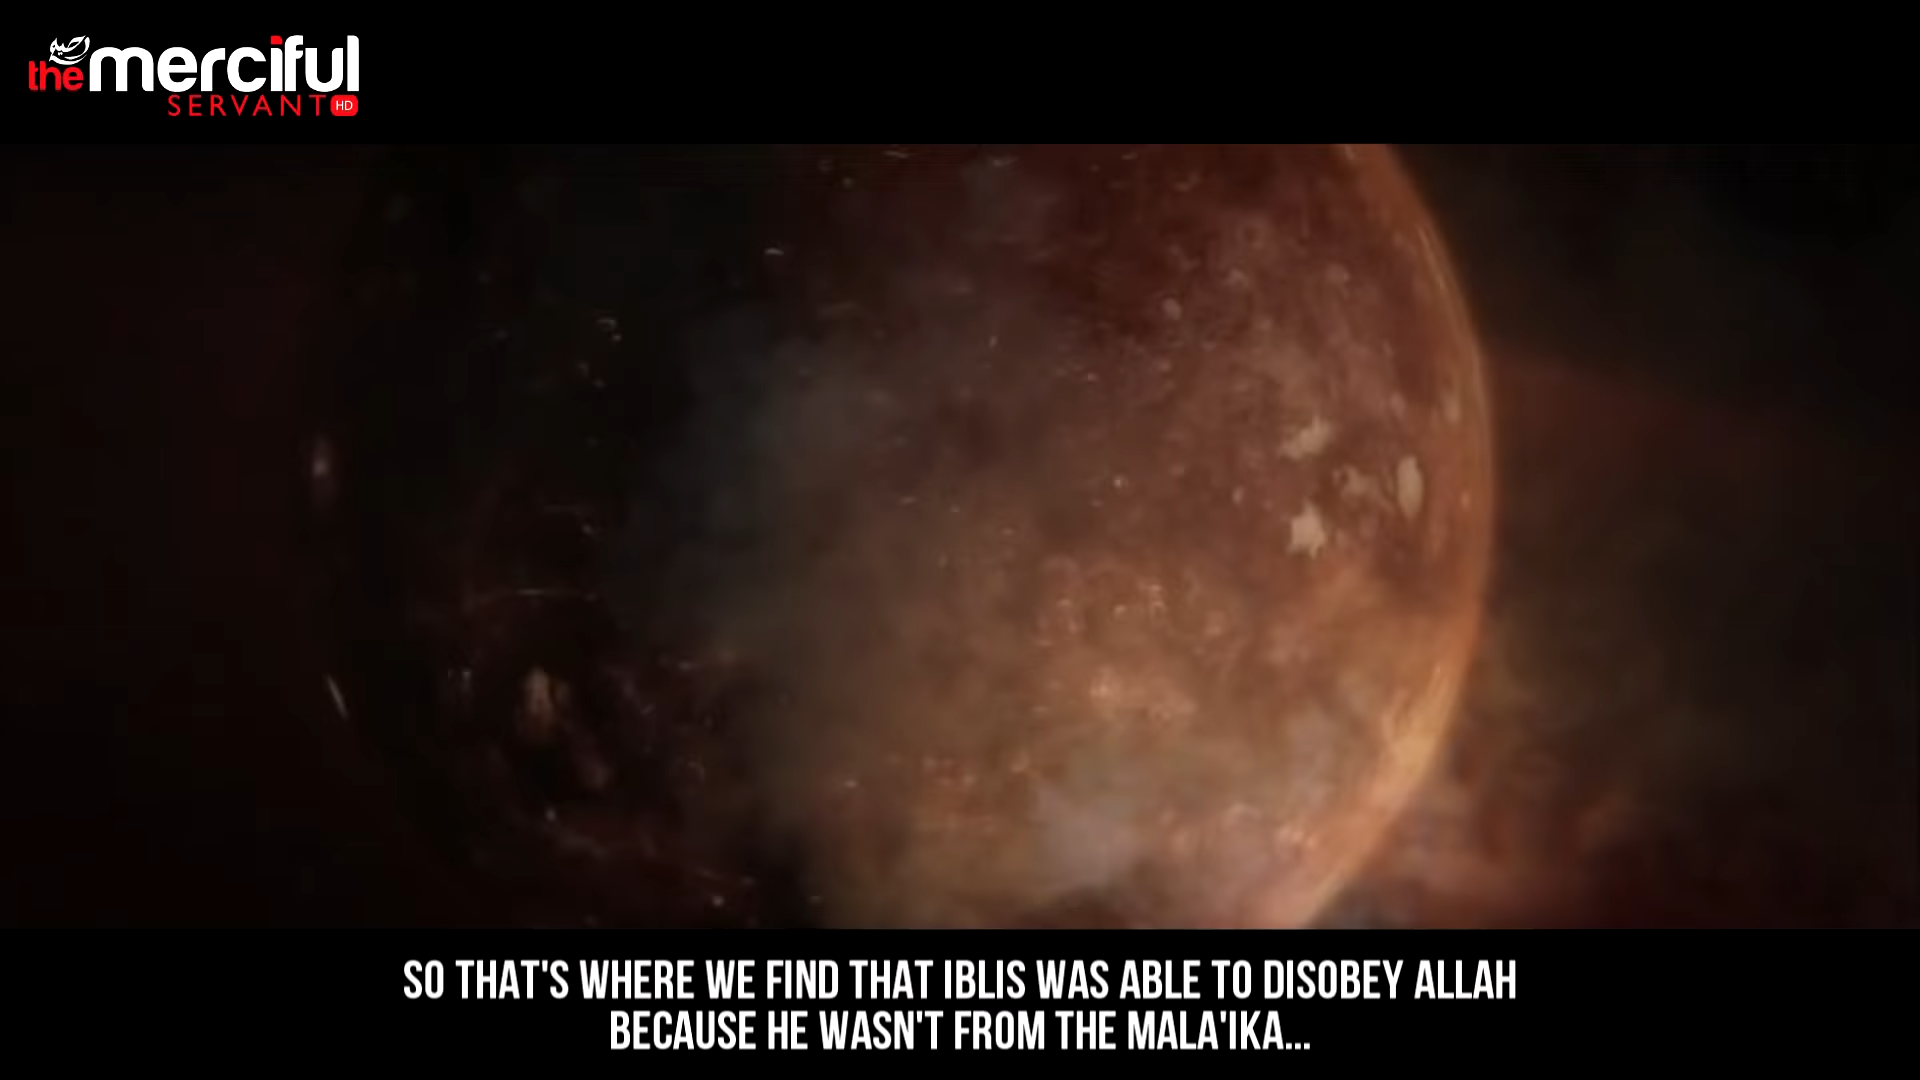 the merciful
SERVANT HD
SO THAT'S WHERE WE FIND THAT IBLIS WAS ABLE TO DISOBEY ALLAH
BECAUSE HE WASN'T FROM THE MALA'IKA...